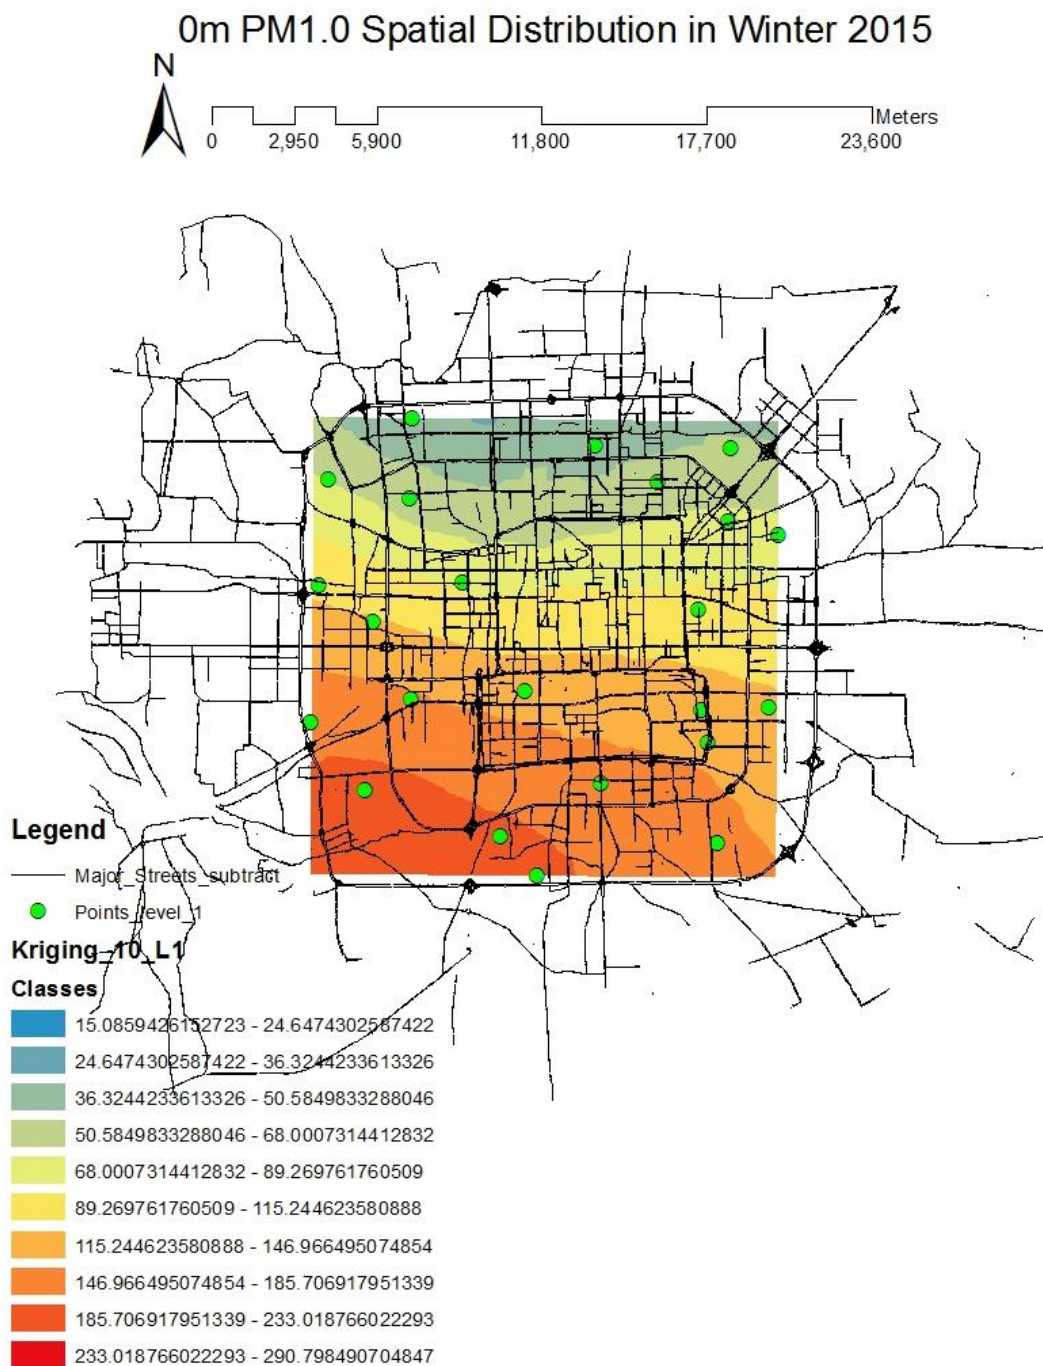 0m PM1.0 Spatial Distribution in Winter 2015
N
Meters
0 2,950 5,900 11,800 17,700 23,600
Legend
Major_Streets_subtract
Points_level_1
Kriging_10_L1
Classes
15.0859426152723 - 24.6474302587422
24.6474302587422 - 36.3244233613326
36.3244233613326 - 50.5849833288046
50.5849833288046 - 68.0007314412832
68.0007314412832 - 89.269761760509
89.269761760509 - 115.244623580888
115.244623580888 - 146.966495074854
146.966495074854 - 185.706917951339
185.706917951339 - 233.018766022293
233.018766022293 - 290.798490704847